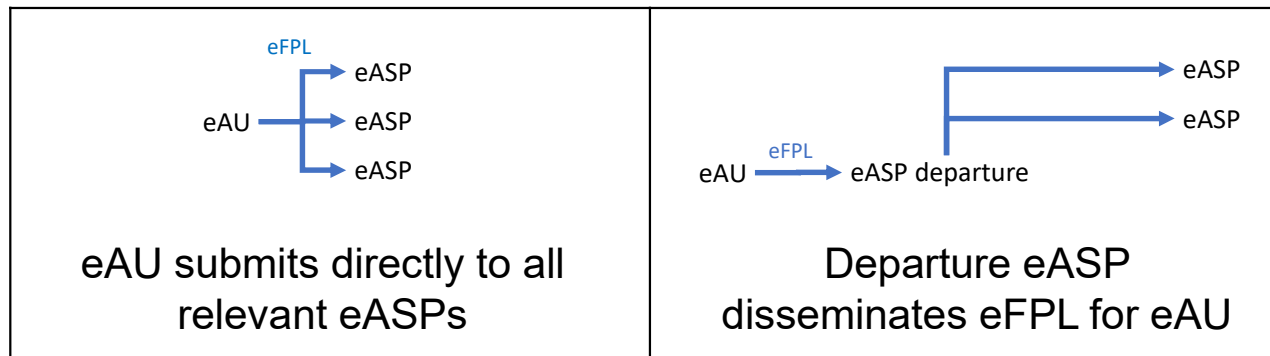 eFPL
eASP
eAU
eASP
eASP
eAU submits directly to all
relevant eASPs
eASP
eASP
eFPL
eAU
eASP departure
Departure eASP
disseminates eFPL for eAU